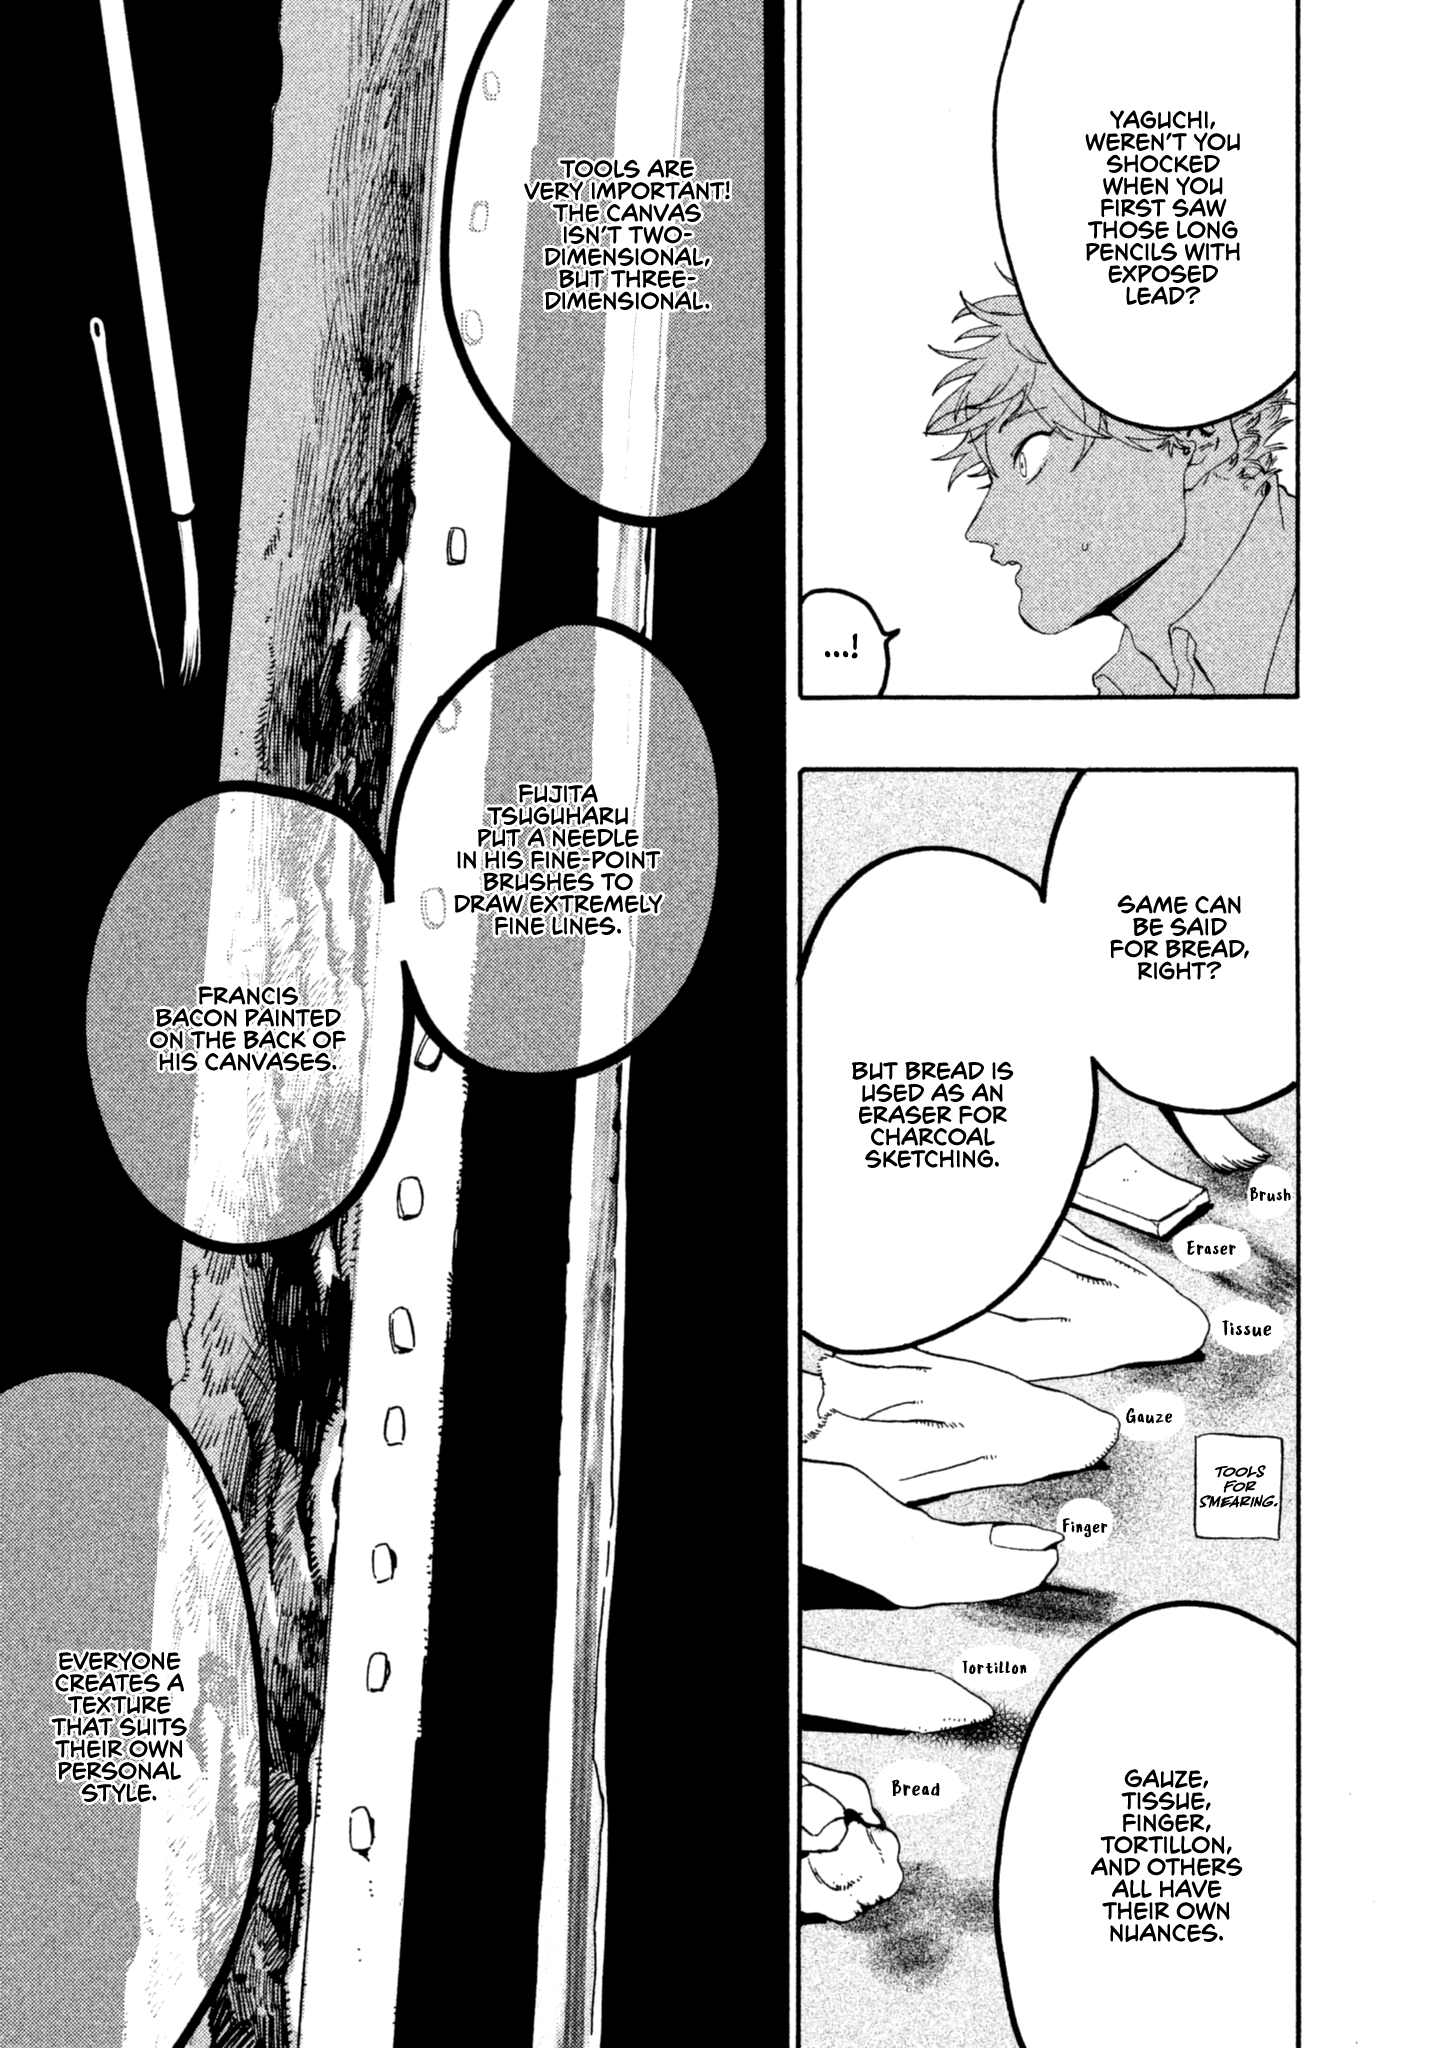 YAGUCHI,
WEREN'T YOU
SHOCKED
WHEN YOU
FIRST SAW
THOSE LONG
PENCILS WITH
EXPOSED
LEAD?
...!
SAME CAN
BE SAID
FOR BREAD,
RIGHT?
BUT BREAD IS
USED AS AN
ERASER FOR
CHARCOAL
SKETCHING.
Brush
Eraser
Tissue
Gauze
TOOLS
FOR
SMEARING.
Finger
Tortillon
Bread
GAUZE,
TISSUE,
FINGER,
TORTILLON,
AND OTHERS
ALL HAVE
THEIR OWN
NUANCES.
TOOLS ARE
VERY IMPORTANT!
THE CANVAS
ISN'T TWO-
DIMENSIONAL,
BUT THREE-
DIMENSIONAL.
FUJITA
TSUGUHARU
PUT A NEEDLE
IN HIS FINE-POINT
BRUSHES TO
DRAW EXTREMELY
FINE LINES.
FRANCIS
BACON PAINTED
ON THE BACK OF
HIS CANVASES.
EVERYONE
CREATES A
TEXTURE
THAT SUITS
THEIR OWN
PERSONAL
STYLE.